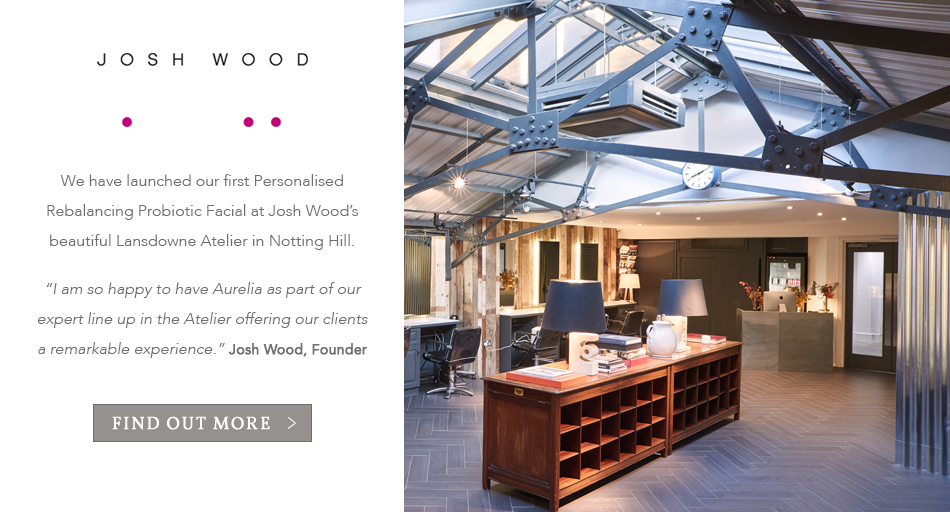 JOSH WOOD
We have launched our first Personalised
Rebalancing Probiotic Facial at Josh Wood’s
beautiful Lansdowne Atelier in Notting Hill.
“I am so happy to have Aurelia as part of our
expert line up in the Atelier offering our clients
a remarkable experience.” Josh Wood, Founder
FIND OUT MORE >